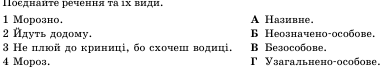 Поєднайте речення та їх види.
1 Морозно. А Називне.
2 Йдуть додому. Б Неозначено-особове.
3 Не плюй до криниці, бо схочеш водиці. В Безособове.
4 Мороз. Г Узагальнено-особове.